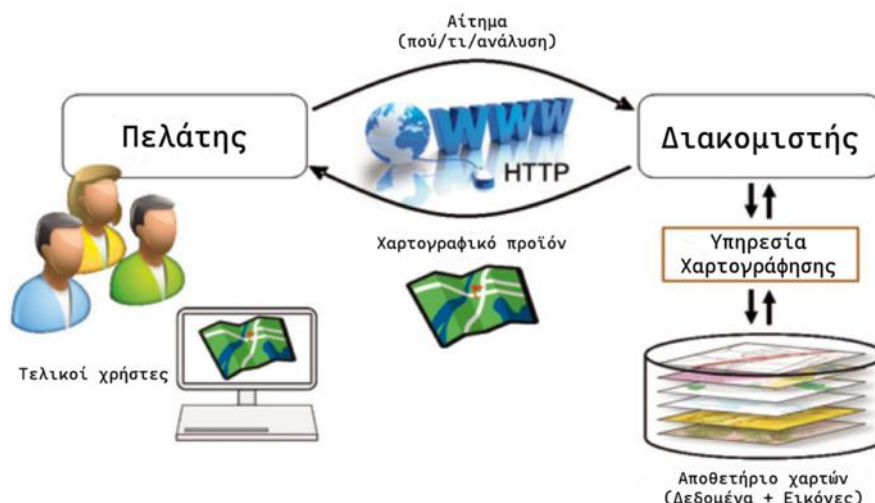 Αίτημα
(πού/τι/ανάλυση)
Πελάτης
WWW
HTTP
Διακομιστής
Χαρτογραφικό προϊόν
Υπηρεσία
Χαρτογράφησης
Τελικοί χρήστες
Αποθετήριο χαρτών
(Δεδομένα + Εικόνες)